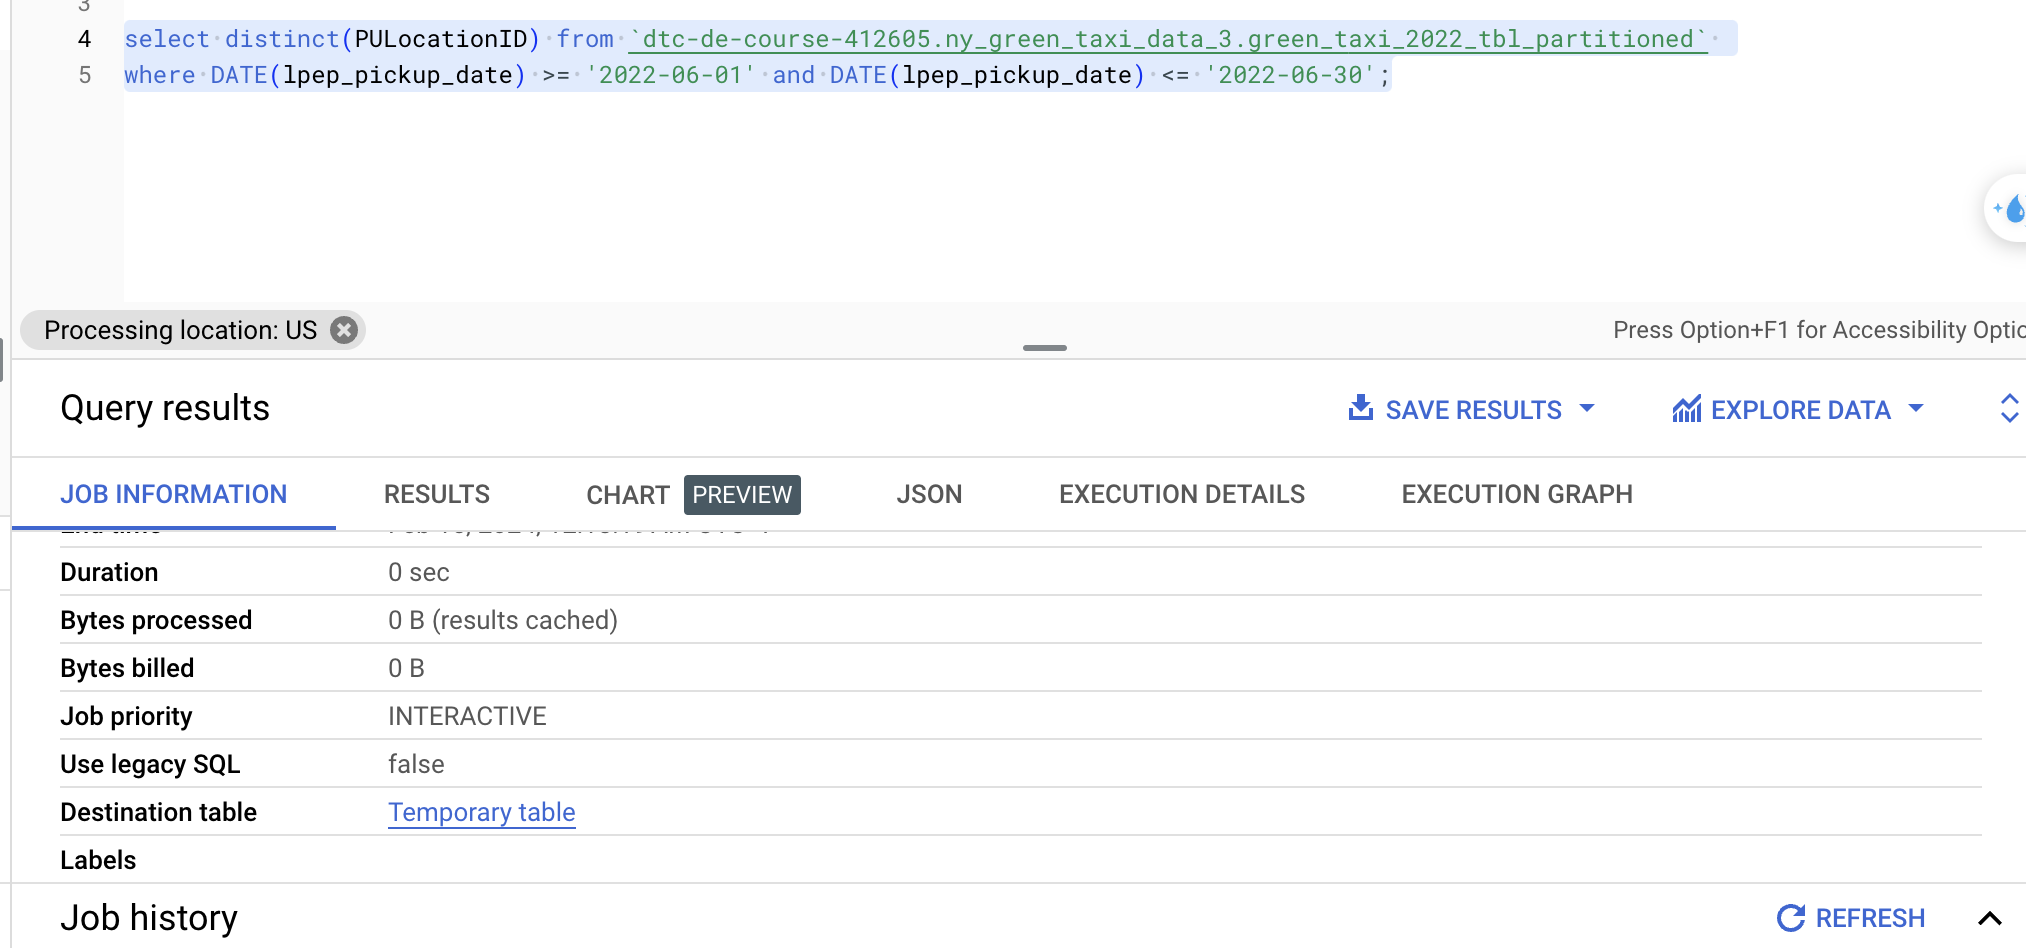 3
4 select distinct(PULocationID) from `dtc-de-course-412605.ny_green_taxi_data_3.green_taxi_2022_tbl_partitioned`
5 where DATE(lpep_pickup_date) >= '2022-06-01' and DATE(lpep_pickup_date) <= '2022-06-30';
Processing location: US
Press Option+F1 for Accessibility Optio
Query results
SAVE RESULTS
EXPLORE DATA
JOB INFORMATION
RESULTS
CHART PREVIEW
JSON
EXECUTION DETAILS
EXECUTION GRAPH
End time
Duration 0 sec
Bytes processed 0 B (results cached)
Bytes billed 0 B
Job priority INTERACTIVE
Use legacy SQL false
Destination table Temporary table
Labels
Job history
REFRESH